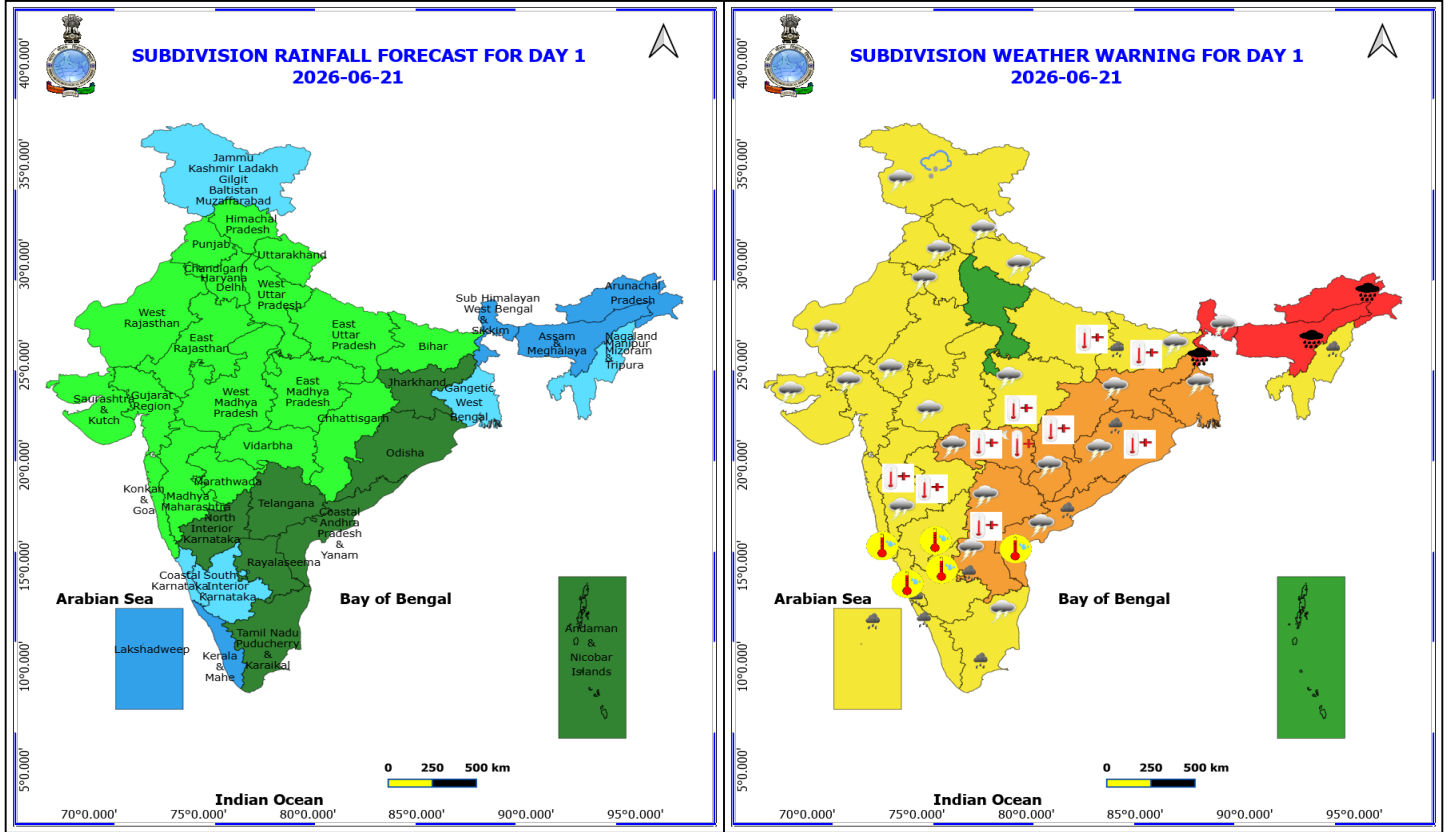 SUBDIVISION RAINFALL FORECAST FOR DAY 1
2026-06-21
40°0.000'
35°0.000'
30°0.000'
25°0.000'
20°0.000'
15°0.000'
10°0.000'
5°0.000'
Jammu
Kashmir Ladakh
Gilgit
Baltistan
Muzaffarabad
Himachal
Pradesh
Punjab
Uttarakhand
Chandigarh
Haryana
Delhi
West
Uttar
Pradesh
West
Rajasthan
East
Rajasthan
East
Uttar
Pradesh
Bihar
Sub Himalayan
West Bengal
&
Sikkim
Arunachal
Pradesh
Assam
&
Meghalaya
Nagaland
Manipur
Mizoram
&
Tripura
Jharkhand
Gangetic
West
Bengal
Saurashtra
&
Kutch
Gujarat
Region
West
Madhya
Pradesh
East
Madhya
Pradesh
Chhattisgarh
Vidarbha
Odisha
Konkan
&
Goa
Madhya
Maharashtra
Marathwada
Telangana
North
Interior
Karnataka
Coastal
Andhra
Pradesh
&
Yanam
Rayalaseema
Coastal
Karnataka
South
Interior
Karnataka
Arabian Sea
Bay of Bengal
Lakshadweep
Kerala
&
Mahe
Tamil Nadu
Puducherry
&
Karaikal
Andaman
&
Nicobar
Islands
0 250 500 km
Indian Ocean
70°0.000' 75°0.000' 80°0.000' 85°0.000' 90°0.000' 95°0.000'
SUBDIVISION WEATHER WARNING FOR DAY 1
2026-06-21
40°0.000'
35°0.000'
30°0.000'
25°0.000'
20°0.000'
15°0.000'
10°0.000'
5°0.000'
Arabian Sea
Bay of Bengal
0 250 500 km
Indian Ocean
70°0.000' 75°0.000' 80°0.000' 85°0.000' 90°0.000' 95°0.000'